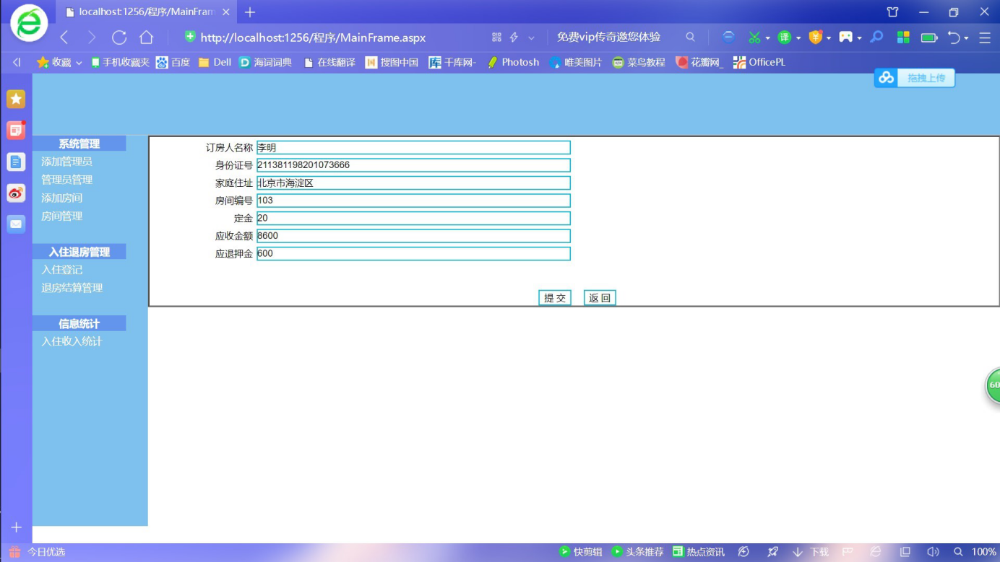 localhost:1256/程序/MainFram
http://localhost:1256/程序/MainFrame.aspx
免费vip传奇邀您体验
译
收藏 手机收藏夹 百度 Dell 海词词典 在线翻译 搜图中国 千库网- Photosh 唯美图片 菜鸟教程 花瓣网_ OfficePL
拖拽上传
系统管理
添加管理员
管理员管理
添加房间
房间管理
入住退房管理
入住登记
退房结算管理
信息统计
入住收入统计
订房人名称 李明
身份证号 211381198201073666
家庭住址 北京市海淀区
房间编号 103
定金 20
应收金额 8600
应退押金 600
提 交 返 回
60
今日优选
快剪辑 头条推荐 热点资讯 下载 100%